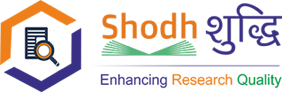 Shodh शुद्धि
Enhancing Research Quality